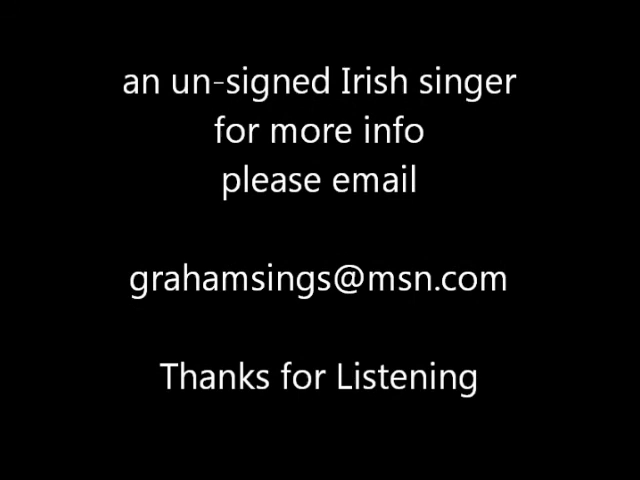 an un-signed Irish singer
for more info
please email
grahamsings@msn.com
Thanks for Listening